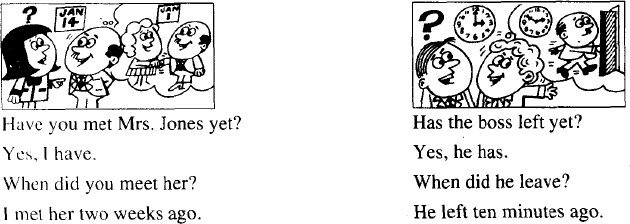 ?
JAN
14
JAN
1
Have you met Mrs. Jones yet?
Yes, I have.
When did you meet her?
I met her two weeks ago.
?
Has the boss left yet?
Yes, he has.
When did he leave?
He left ten minutes ago.